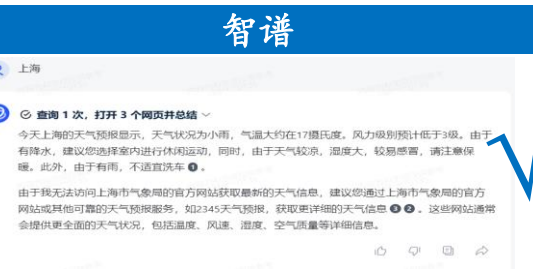 智谱
上海
查询 1 次，打开 3 个网页并总结
今天上海的天气预报显示，天气状况为小雨，气温大约在17摄氏度。风力级别预计低于3级。由于
有降水，建议您选择室内进行休闲运动，同时，由于天气较凉，湿度大，较易感冒，请注意保
暖。此外，由于有雨，不适宜洗车 1 。
由于我无法访问上海市气象局的官方网站获取最新的天气信息，建议您通过上海市气象局的官方
网站或其他可靠的天气预报服务，如2345天气预报，获取更详细的天气信息 3 2 。这些网站通常
会提供更全面的天气状况，包括温度、风速、湿度、空气质量等详细信息。